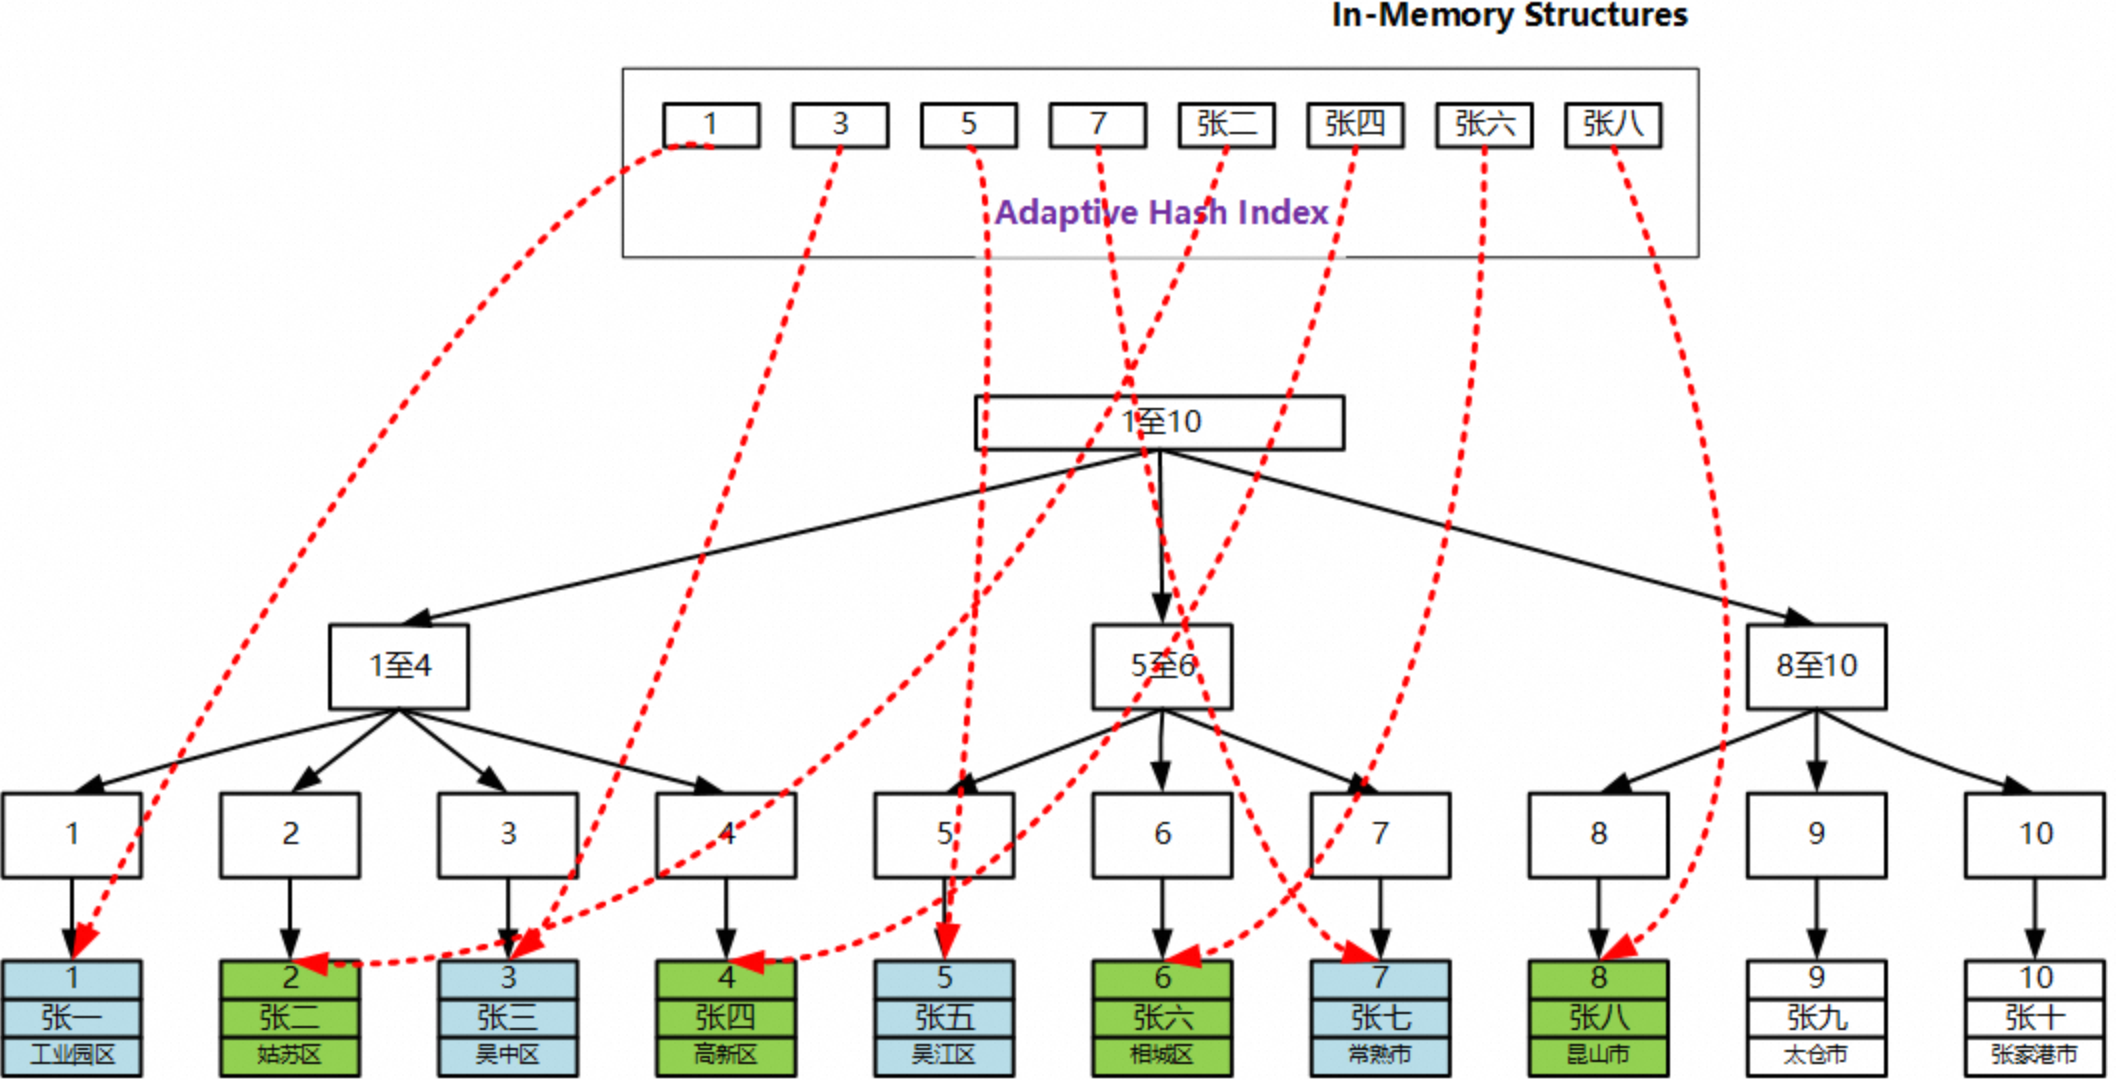 In-Memory Structures
1 3 5 7 张二 张四 张六 张八
Adaptive Hash Index
1至10
1至4 5至6 8至10
1 2 3 4 5 6 7 8 9 10
1 2 3 4 5 6 7 8 9 10
张一 张二 张三 张四 张五 张六 张七 张八 张九 张十
工业园区 姑苏区 吴中区 高新区 吴江区 相城区 常熟市 昆山市 太仓市 张家港市